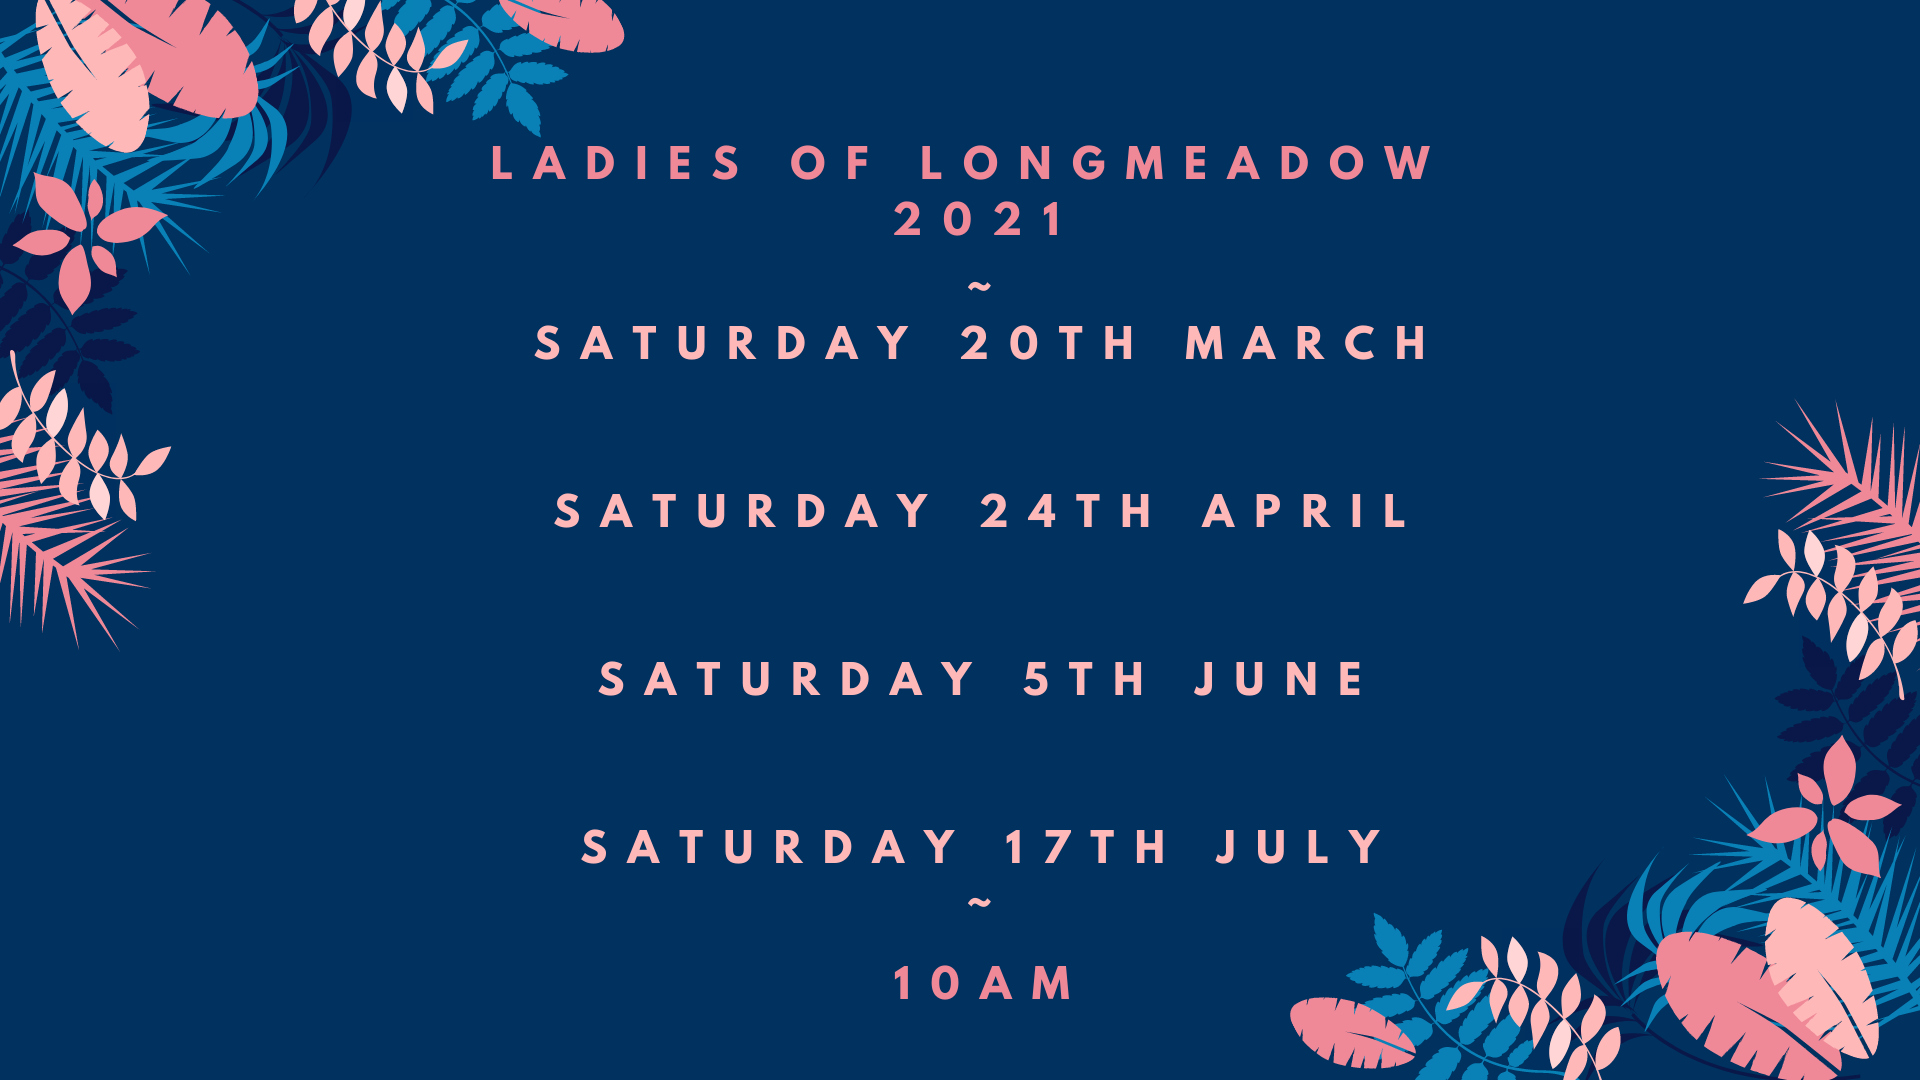 LADIES OF LONGMEADOW
2021
~
SATURDAY 20TH MARCH
SATURDAY 24TH APRIL
SATURDAY 5TH JUNE
SATURDAY 17TH JULY
~
10AM